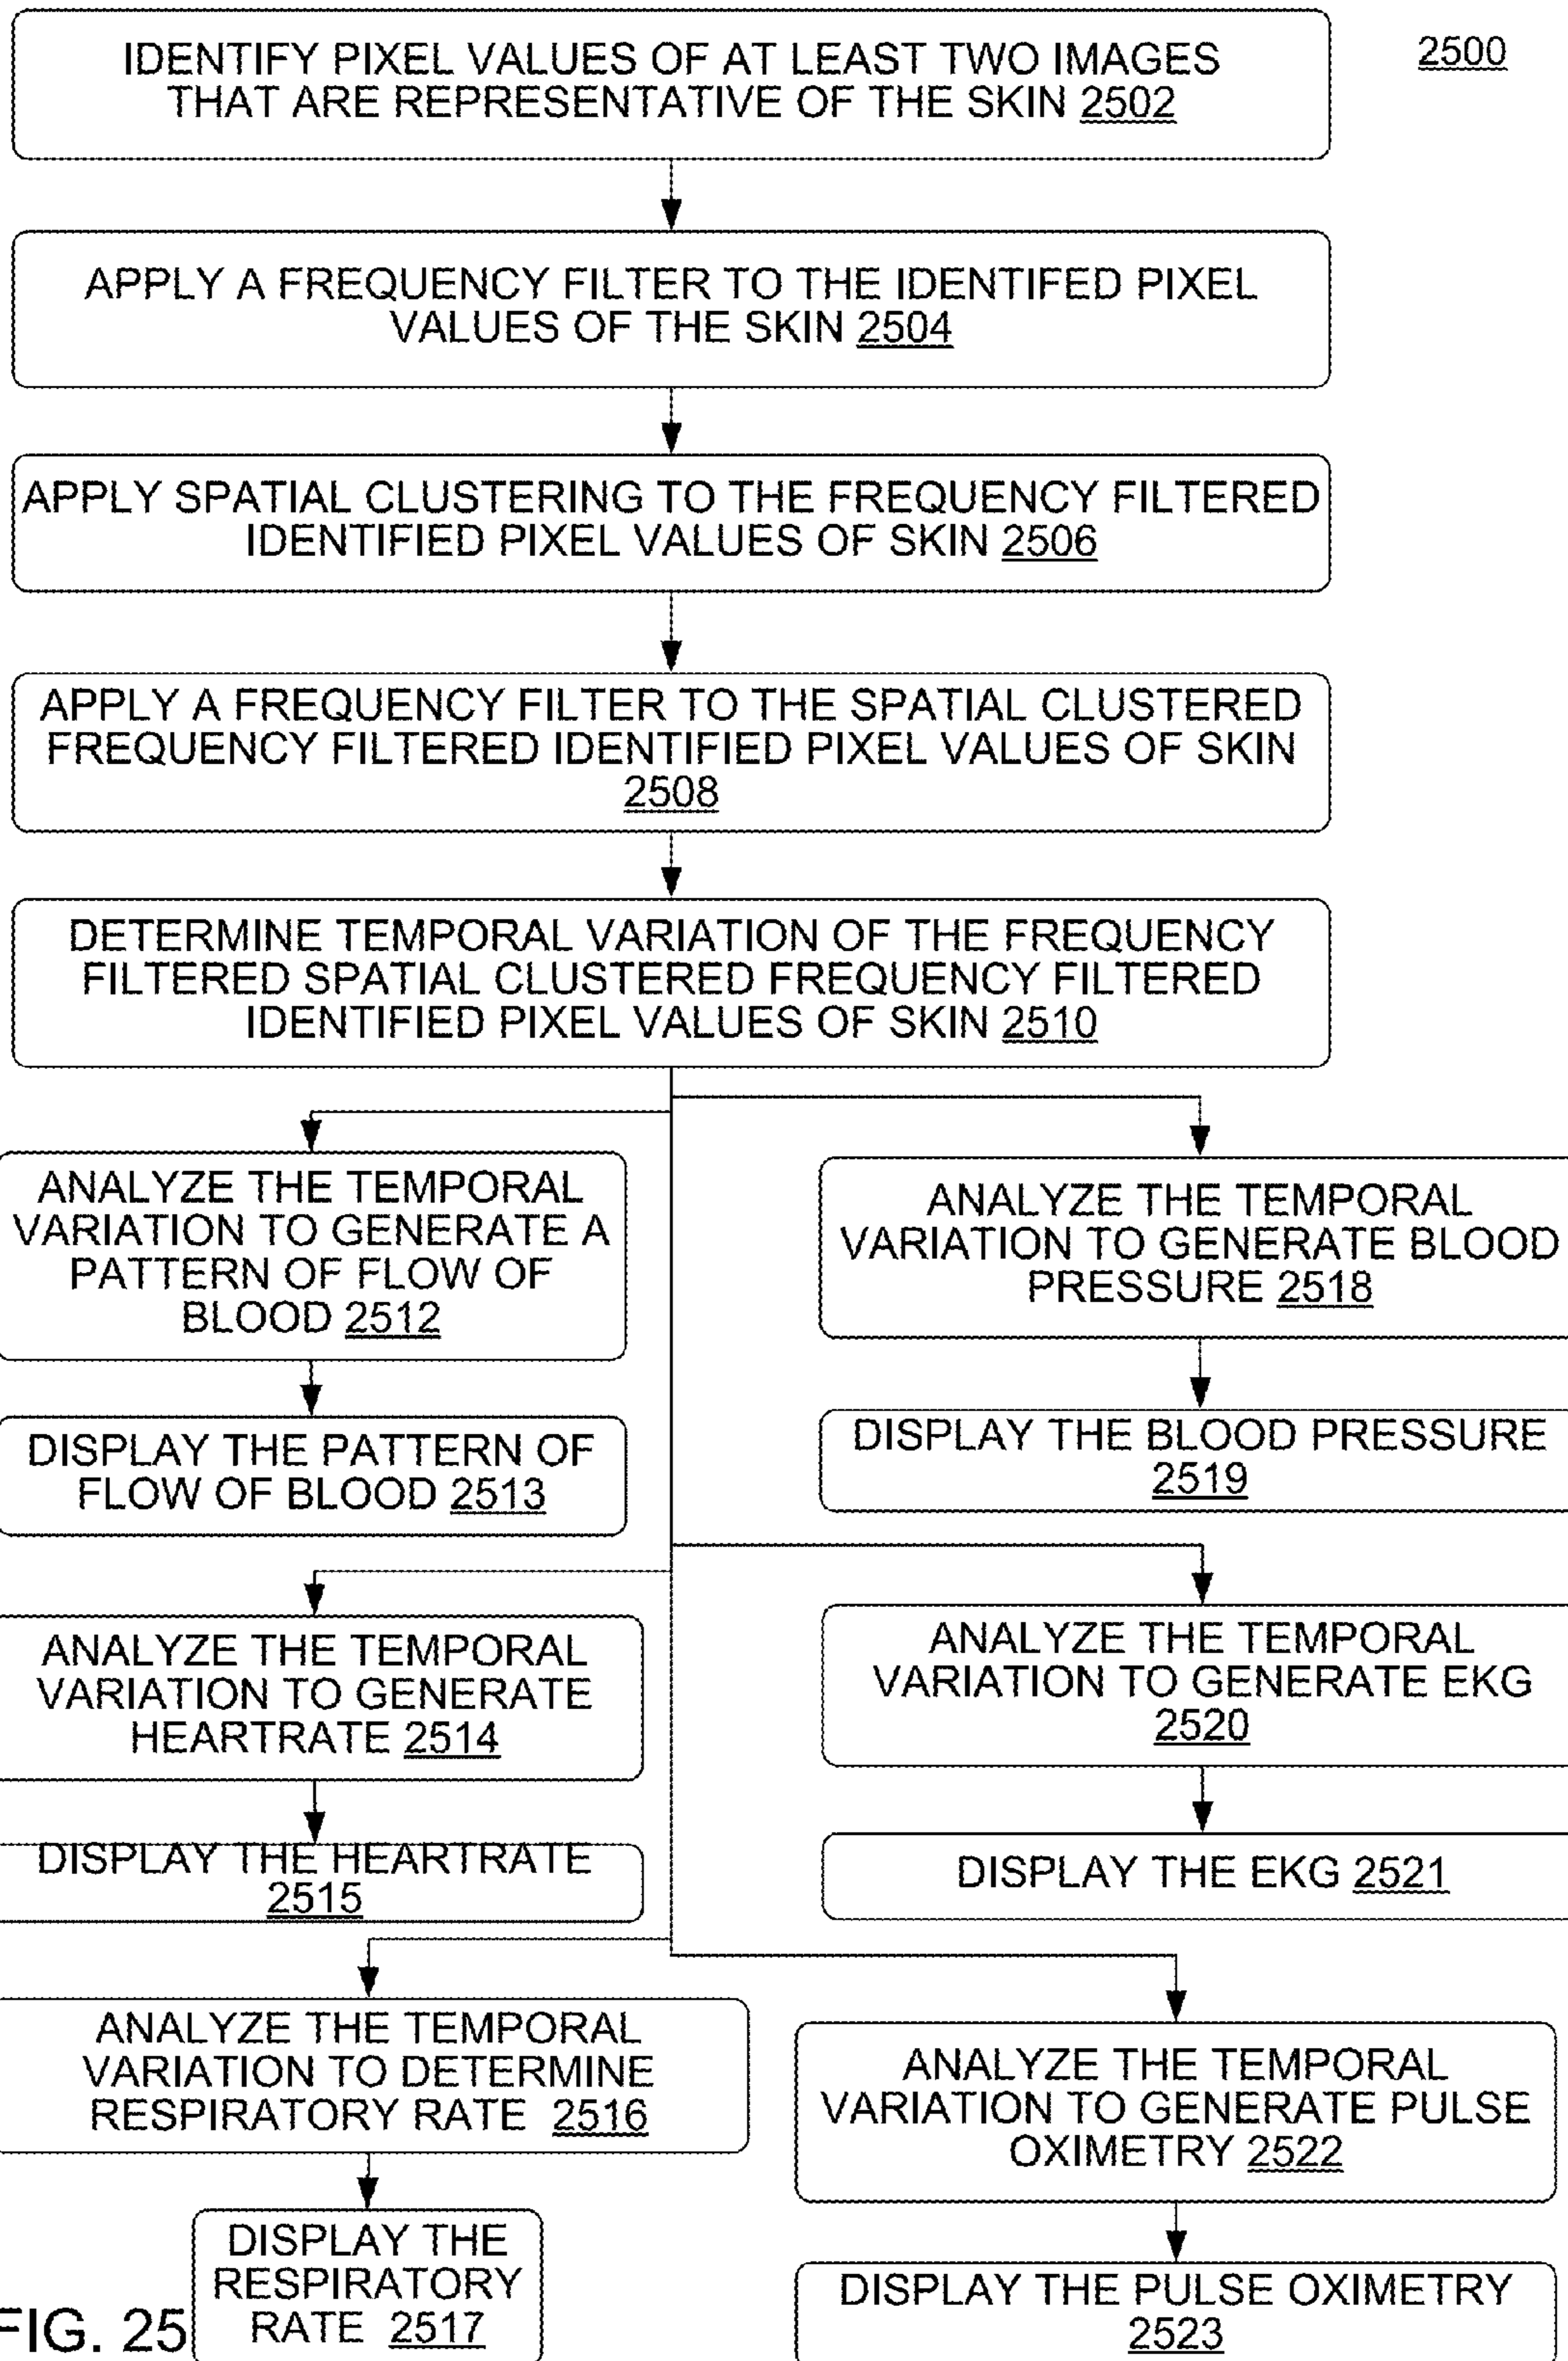 2500
IDENTIFY PIXEL VALUES OF AT LEAST TWO IMAGES
THAT ARE REPRESENTATIVE OF THE SKIN 2502
APPLY A FREQUENCY FILTER TO THE IDENTIFED PIXEL
VALUES OF THE SKIN 2504
APPLY SPATIAL CLUSTERING TO THE FREQUENCY FILTERED
IDENTIFIED PIXEL VALUES OF SKIN 2506
APPLY A FREQUENCY FILTER TO THE SPATIAL CLUSTERED
FREQUENCY FILTERED IDENTIFIED PIXEL VALUES OF SKIN
2508
DETERMINE TEMPORAL VARIATION OF THE FREQUENCY
FILTERED SPATIAL CLUSTERED FREQUENCY FILTERED
IDENTIFIED PIXEL VALUES OF SKIN 2510
ANALYZE THE TEMPORAL
VARIATION TO GENERATE A
PATTERN OF FLOW OF
BLOOD 2512
DISPLAY THE PATTERN OF
FLOW OF BLOOD 2513
ANALYZE THE TEMPORAL
VARIATION TO GENERATE BLOOD
PRESSURE 2518
DISPLAY THE BLOOD PRESSURE
2519
ANALYZE THE TEMPORAL
VARIATION TO GENERATE
HEARTRATE 2514
DISPLAY THE HEARTRATE
2515
ANALYZE THE TEMPORAL
VARIATION TO GENERATE EKG
2520
DISPLAY THE EKG 2521
ANALYZE THE TEMPORAL
VARIATION TO DETERMINE
RESPIRATORY RATE 2516
DISPLAY THE
RESPIRATORY
RATE 2517
ANALYZE THE TEMPORAL
VARIATION TO GENERATE PULSE
OXIMETRY 2522
DISPLAY THE PULSE OXIMETRY
2523
FIG. 25